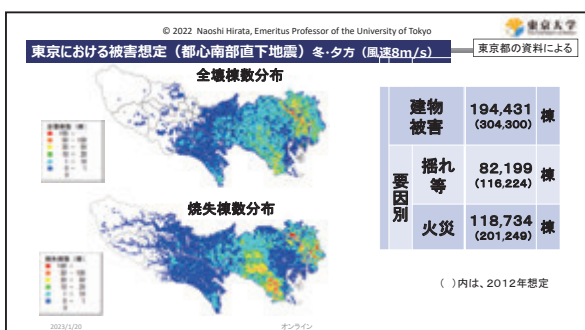 © 2022 Naoshi Hirata, Emeritus Professor of the University of Tokyo
東京大学
東京における被害想定（都心南部直下地震）冬・夕方（風速8m/s）
東京都の資料による
全壊棟数分布
焼失棟数分布
建物被害 194,431 (304,300) 棟
要因別
揺れ等 82,199 (116,224) 棟
火災 118,734 (201,249) 棟
（ ）内は、2012年想定
2023/1/20
オンライン